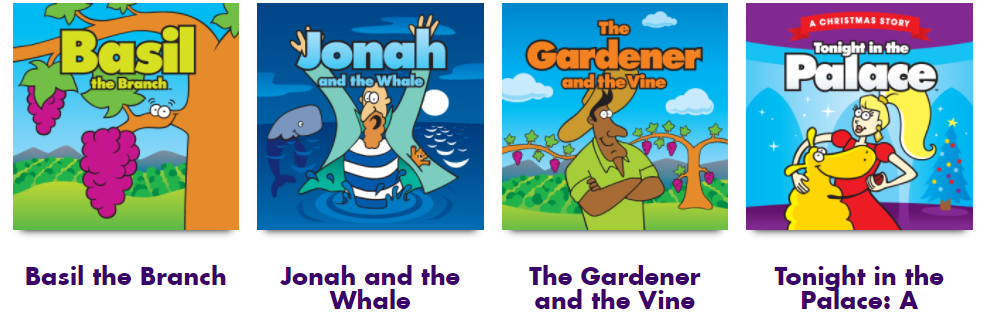 Basil
the Branch
Jonah
and the Whale
The
Gardener
and the Vine
A CHRISTMAS STORY
Tonight in the
Palace
Basil the Branch
Jonah and the
Whale
The Gardener
and the Vine
Tonight in the
Palace: A